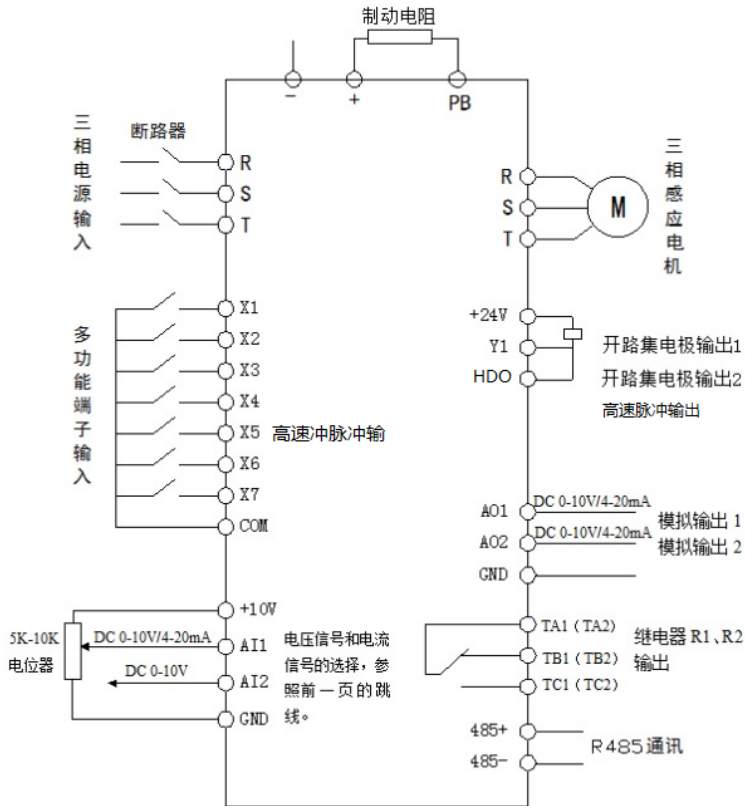 制动电阻
-
+
PB
三相电源输入
断路器
R
S
T
R
S
T
M
三相感应电机
多功能端子输入
X1
X2
X3
X4
X5 高速冲脉冲输
X6
X7
COM
+24V
Y1
HDO
开路集电极输出1
开路集电极输出2
高速脉冲输出
AO1
DC 0-10V/4-20mA
模拟输出 1
AO2
DC 0-10V/4-20mA
模拟输出 2
GND
5K-10K
电位器
+10V
DC 0-10V/4-20mA
AI1
DC 0-10V
AI2
GND
电压信号和电流
信号的选择，参
照前一页的跳
线。
TA1（TA2）
TB1（TB2）
TC1（TC2）
继电器 R1、R2
输出
485+
485-
R485通讯